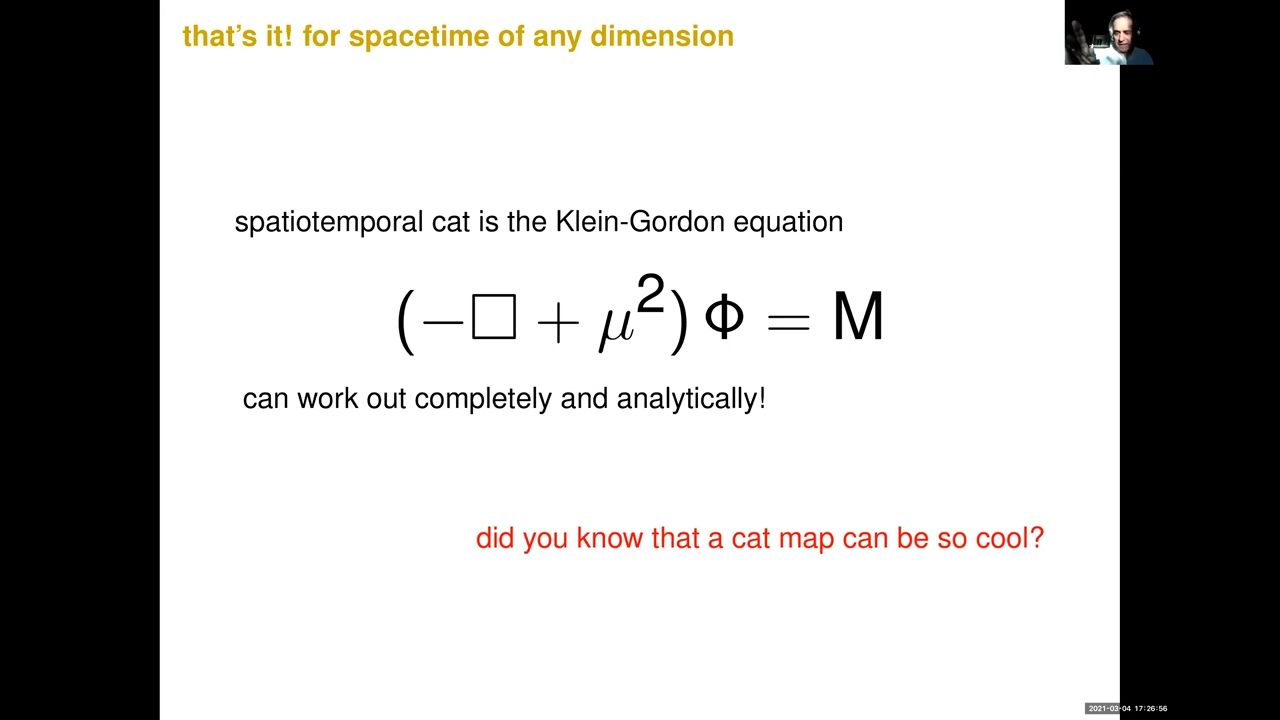 that's it! for spacetime of any dimension
spatiotemporal cat is the Klein-Gordon equation
(−□ + μ²) Φ = M
can work out completely and analytically!
did you know that a cat map can be so cool?
2021-03-04 17:26:56